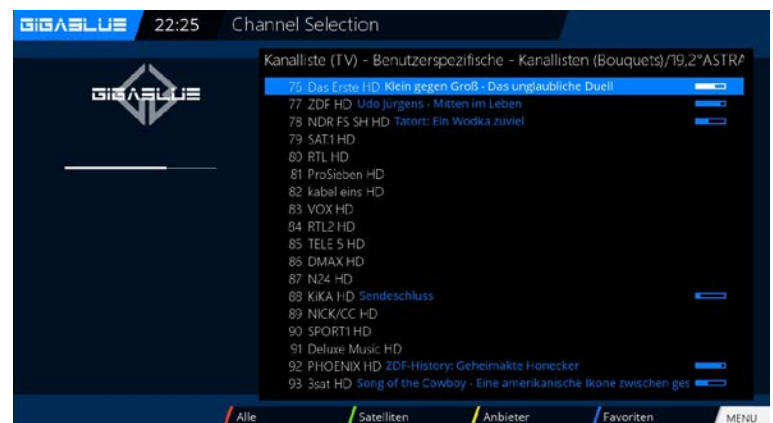 GIGABLUE 22:25 Channel Selection
Kanalliste (TV) - Benutzerspezifische - Kanallisten (Bouquets)/19,2°ASTRA
GIGABLUE
76 Das Erste HD Klein gegen Groß - Das unglaubliche Duell
77 ZDF HD Udo Jürgens - Mitten im Leben
78 NDR FS SH HD Tatort: Ein Wodka zuviel
79 SAT.1 HD
80 RTL HD
81 ProSieben HD
82 kabel eins HD
83 VOX HD
84 RTL2 HD
85 TELE 5 HD
86 DMAX HD
87 N24 HD
88 KiKA HD Sendeschluss
89 NICK/CC HD
90 SPORT1 HD
91 Deluxe Music HD
92 PHOENIX HD ZDF-History: Geheimakte Honecker
93 3sat HD Song of the Cowboy - Eine amerikanische Ikone zwischen ges
Alle Satelliten Anbieter Favoriten MENU